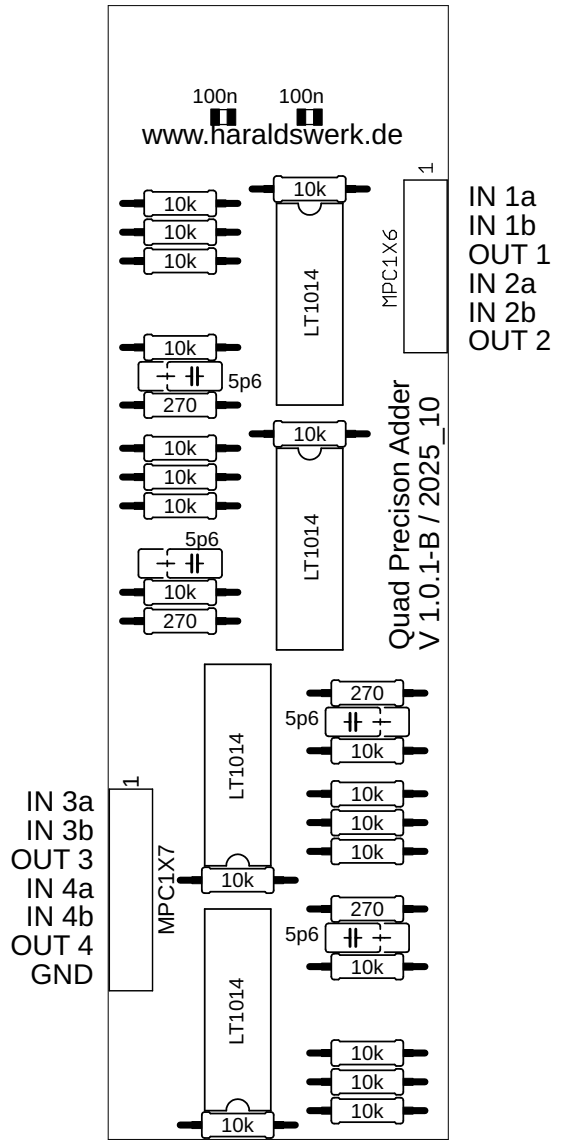 100n
100n
www.haraldswerk.de
1
10k
10k
10k
10k
LT1014
MPC1X6
IN 1a
IN 1b
OUT 1
IN 2a
IN 2b
OUT 2
10k
5p6
270
10k
10k
10k
10k
LT1014
Quad Precison Adder
V 1.0.1-B / 2025_10
5p6
10k
270
LT1014
270
5p6
10k
1
IN 3a
IN 3b
OUT 3
IN 4a
IN 4b
OUT 4
GND
MPC1X7
10k
10k
10k
10k
LT1014
270
5p6
10k
10k
10k
10k
10k